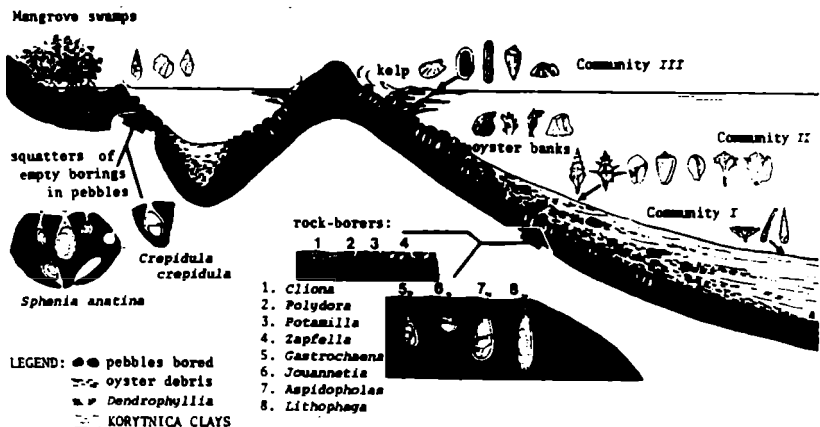 Mangrove swamps
kelp
Community III
oyster banks
Community II
squatters of
empty borings
in pebbles
Community I
rock-borers:
1 2 3 4
Crepidula
crepidula
Sphenia anatina
5 6 7 8
1. Cliona
2. Polydora
3. Potamilla
4. Zapfella
5. Gastrochaena
6. Jouannetia
7. Aspidopholas
8. Lithophaga
LEGEND: pebbles bored
oyster debris
Dendrophyllia
KORYTNICA CLAYS